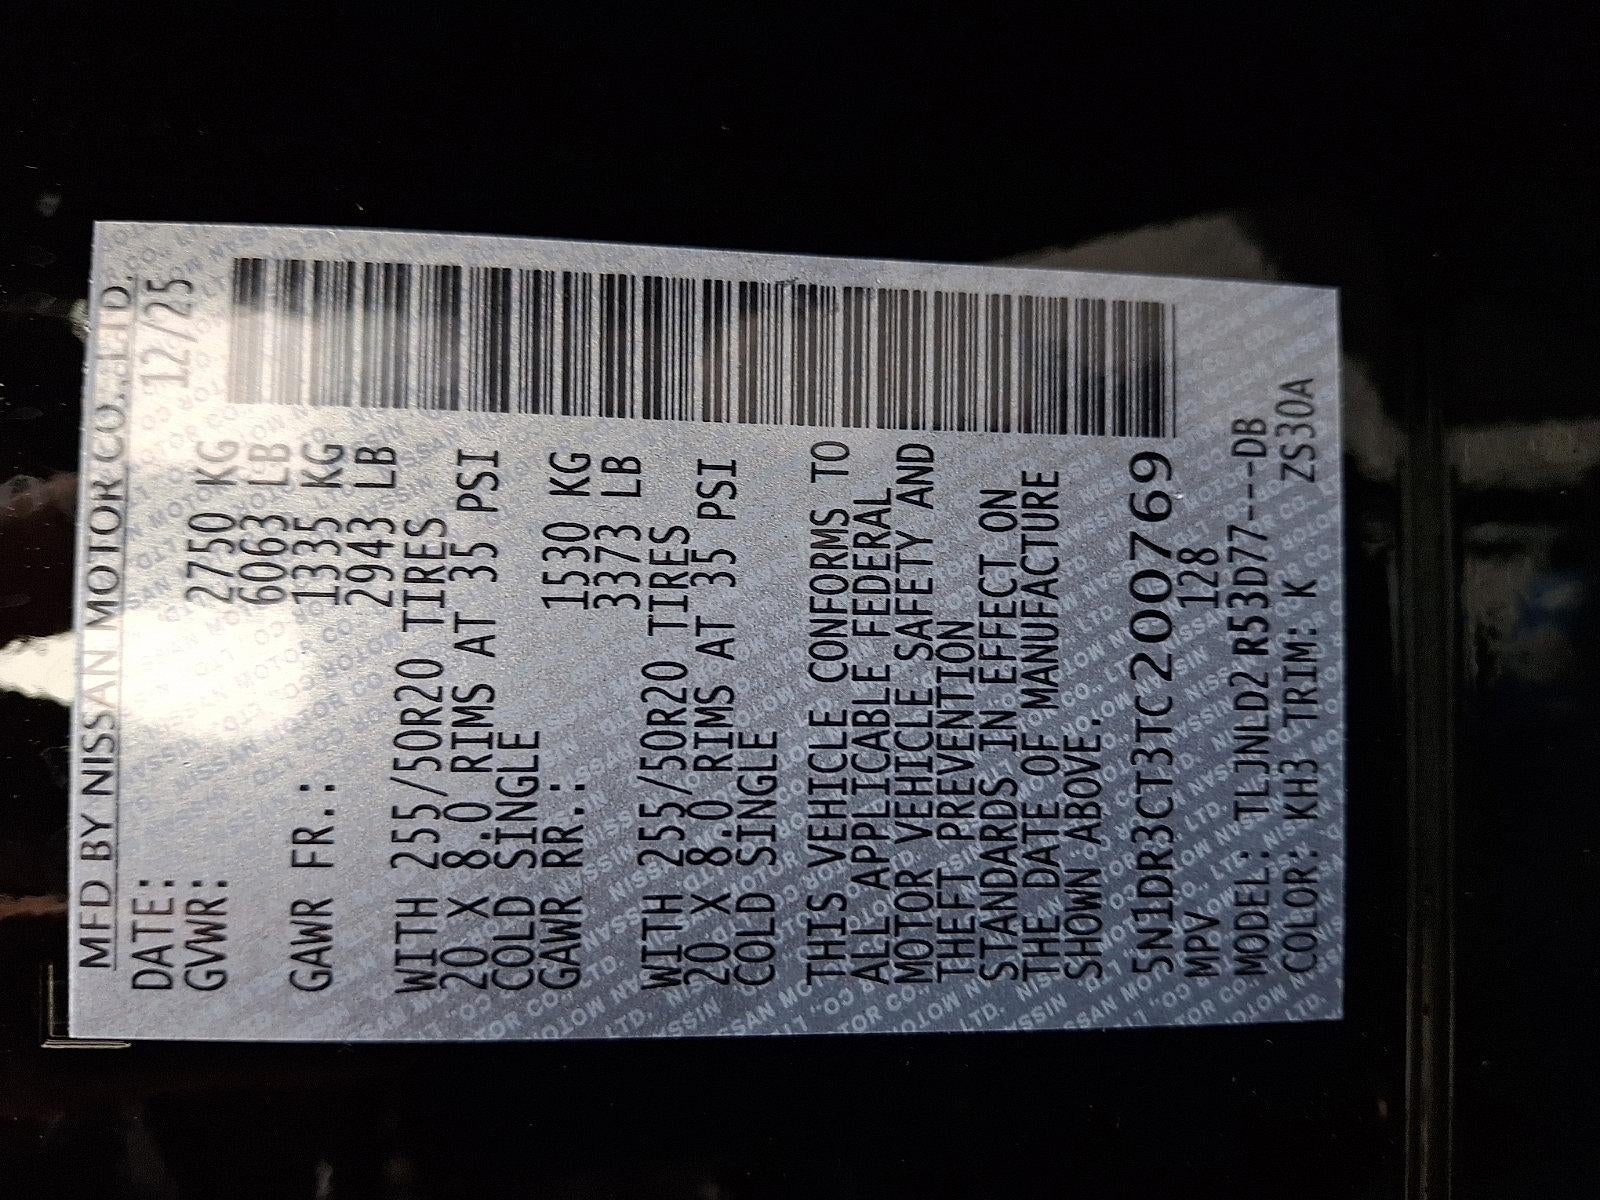 MFD BY NISSAN MOTOR CO., LTD.
DATE: 12/25
GVWR: 2750 KG
6063 LB
GAWR FR.: 1335 KG
2943 LB
WITH 255/50R20 TIRES
20 X 8.0 RIMS AT 35 PSI
COLD SINGLE
GAWR RR.: 1530 KG
3373 LB
WITH 255/50R20 TIRES
20 X 8.0 RIMS AT 35 PSI
COLD SINGLE
THIS VEHICLE CONFORMS TO
ALL APPLICABLE FEDERAL
MOTOR VEHICLE SAFETY AND
THEFT PREVENTION
STANDARDS IN EFFECT ON
THE DATE OF MANUFACTURE
SHOWN ABOVE.
5N1DR3CT3TC200769
MPV 128
MODEL: TLJNLD2 R53D77---DB
COLOR: KH3 TRIM: K ZS30A